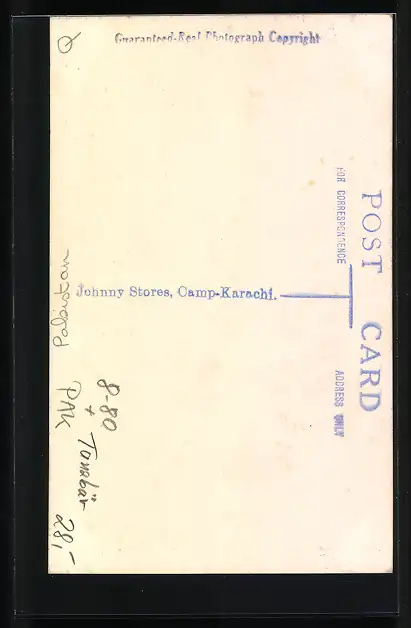 Guaranteed-Real Photograph Copyright
POST CARD
FOR CORRESPONDENCE
ADDRESS ONLY
Johnny Stores, Camp-Karachi.
Pakistan
8-80
+ Tanzbär
PAK
28,-